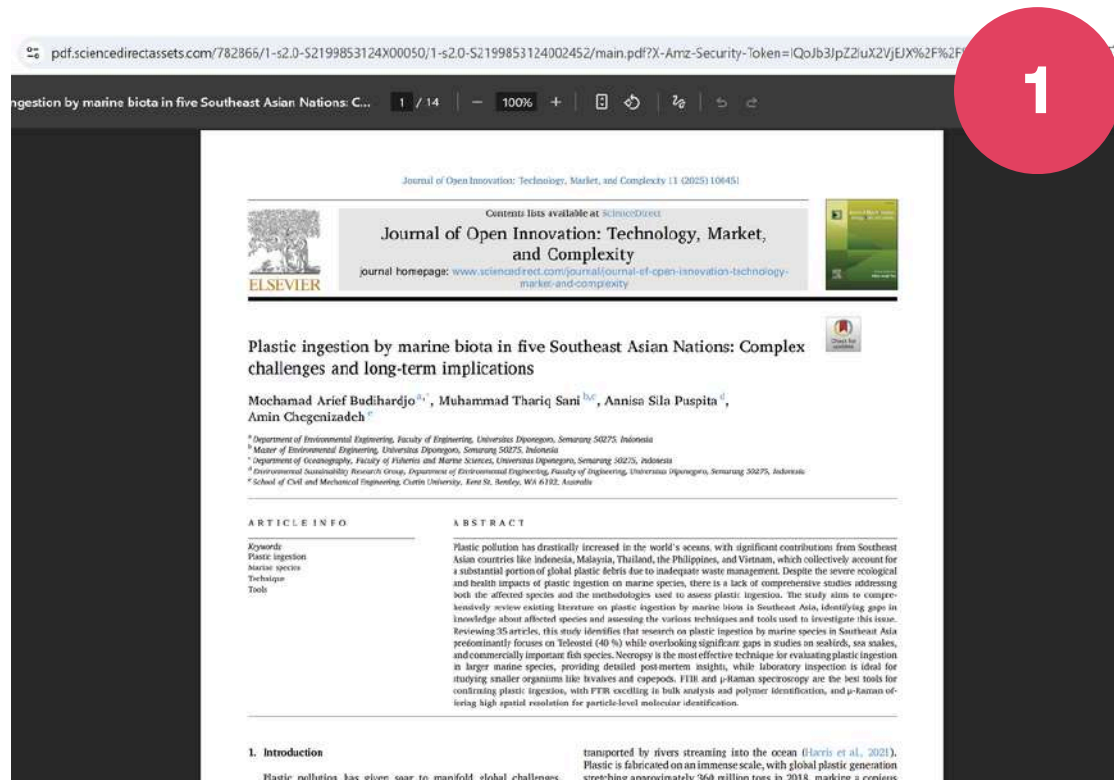 pdf.sciencedirectassets.com/782866/1-s2.0-S2199853124X00050/1-s2.0-S2199853124002452/main.pdf?X-Amz-Security-Token=
1
ngestion by marine biota in five Southeast Asian Nations: C... 1 / 14 — 100% +
Journal of Open Innovation: Technology, Market, and Complexity 11 (2025)
Contents lists available at ScienceDirect
Journal of Open Innovation: Technology, Market,
and Complexity
journal homepage: www.sciencedirect.com/journal/journal-of-open-innovation-technology-
market-and-complexity
ELSEVIER
Check for
updates
Plastic ingestion by marine biota in five Southeast Asian Nations: Complex
challenges and long-term implications
Mochamad Arief Budihardjo a,*, Muhammad Thariq Sani b,c, Annisa Sila Puspita d,
Amin Chegenizadeh e
a Department of Environmental Engineering, Faculty of Engineering, Universitas Diponegoro, Semarang 50275, Indonesia
b Master of Environmental Engineering, Universitas Diponegoro, Semarang 50275, Indonesia
c Department of Oceanography, Faculty of Fisheries and Marine Sciences, Universitas Diponegoro, Semarang 50275, Indonesia
d Environmental Sustainability Research Group, Department of Environmental Engineering, Faculty of Engineering, Universitas Diponegoro, Semarang 50275, Indonesia
e School of Civil and Mechanical Engineering, Curtin University, Kent St, Bentley, WA 6102, Australia
ARTICLE INFO
Keywords:
Plastic ingestion
Marine species
Technique
Tools
ABSTRACT
Plastic pollution has drastically increased in the world's oceans, with significant contributions from Southeast
Asian countries like Indonesia, Malaysia, Thailand, the Philippines, and Vietnam, which collectively account for
a substantial portion of global plastic debris due to inadequate waste management. Despite the severe ecological
and health impacts of plastic ingestion on marine species, there is a lack of comprehensive studies addressing
both the affected species and the methodologies used to assess plastic ingestion. The study aims to compre-
hensively review existing literature on plastic ingestion by marine biota in Southeast Asia, identifying gaps in
knowledge about affected species and assessing the various techniques and tools used to investigate this issue.
Reviewing 35 articles, this study identifies that research on plastic ingestion by marine species in Southeast Asia
predominantly focuses on Teleostei (40 %) while overlooking significant gaps in studies on seabirds, sea snakes,
and commercially important fish species. Necropsy is the most effective technique for evaluating plastic ingestion
in larger marine species, providing detailed post-mortem insights, while laboratory inspection is ideal for
studying smaller organisms like bivalves and copepods. FTIR and μ-Raman spectroscopy are the best tools for
confirming plastic ingestion, with FTIR excelling in bulk analysis and polymer identification, and μ-Raman of-
fering high spatial resolution for particle-level molecular identification.
1. Introduction
Plastic pollution has given soar to manifold global challenges,
transported by rivers streaming into the ocean (Harris et al., 2021).
Plastic is fabricated on an immense scale, with global plastic generation
stretching approximately 360 million tons in 2018, marking a copious